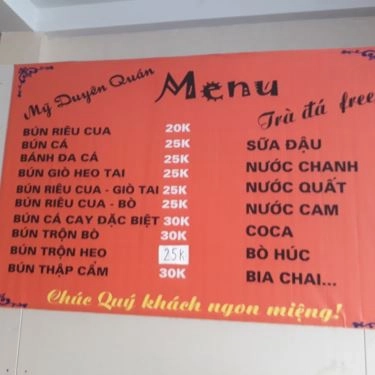 Mỹ Duyên Quán
Menu
Trà đá free
BÚN RIÊU CUA 20K
BÚN CÁ 25K
BÁNH ĐA CÁ 25K
BÚN GIÒ HEO TAI 25K
BÚN RIÊU CUA - GIÒ TAI 25K
BÚN RIÊU CUA - BÒ 25K
BÚN CÁ CAY ĐẶC BIỆT 30K
BÚN TRỘN BÒ 30K
BÚN TRỘN HEO 25K
BÚN THẬP CẨM 30K
SỮA ĐẬU
NƯỚC CHANH
NƯỚC QUẤT
NƯỚC CAM
COCA
BÒ HÚC
BIA CHAI...
Chúc Quý khách ngon miệng!